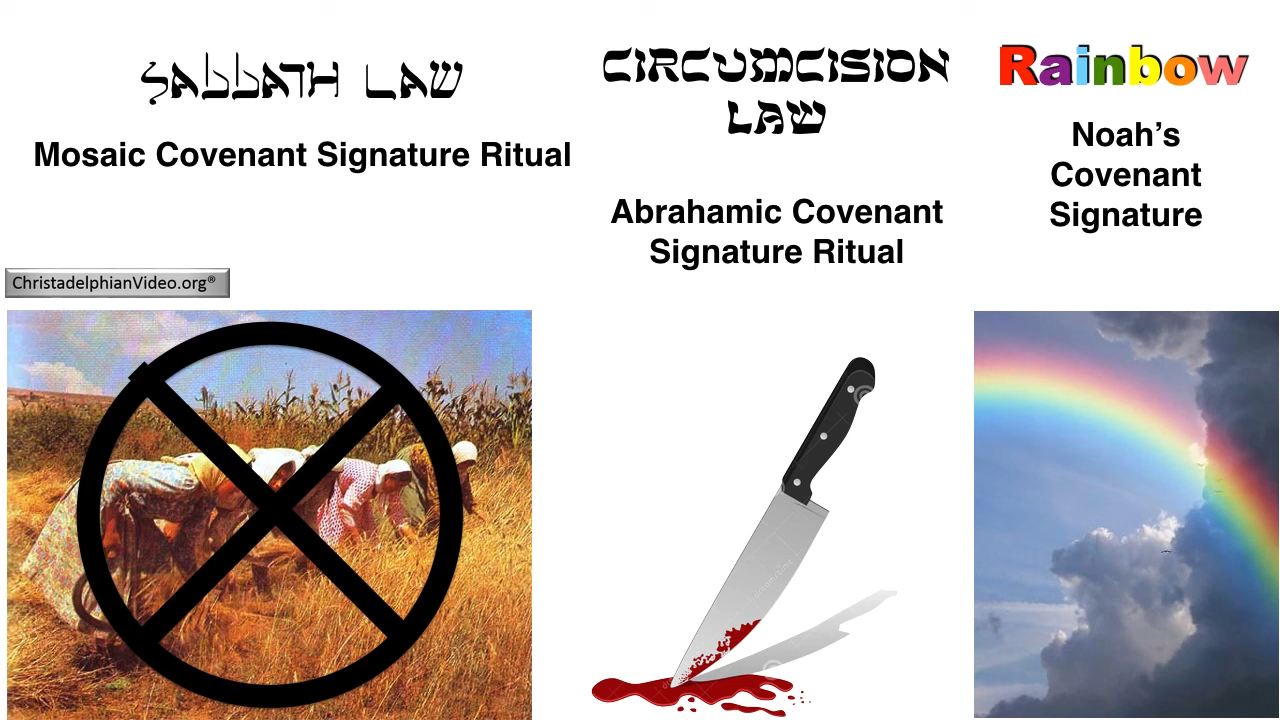 SABBATH LAW
Mosaic Covenant Signature Ritual
CIRCUMCISION
LAW
Abrahamic Covenant
Signature Ritual
Rainbow
Noah’s
Covenant
Signature
ChristadelphianVideo.org®